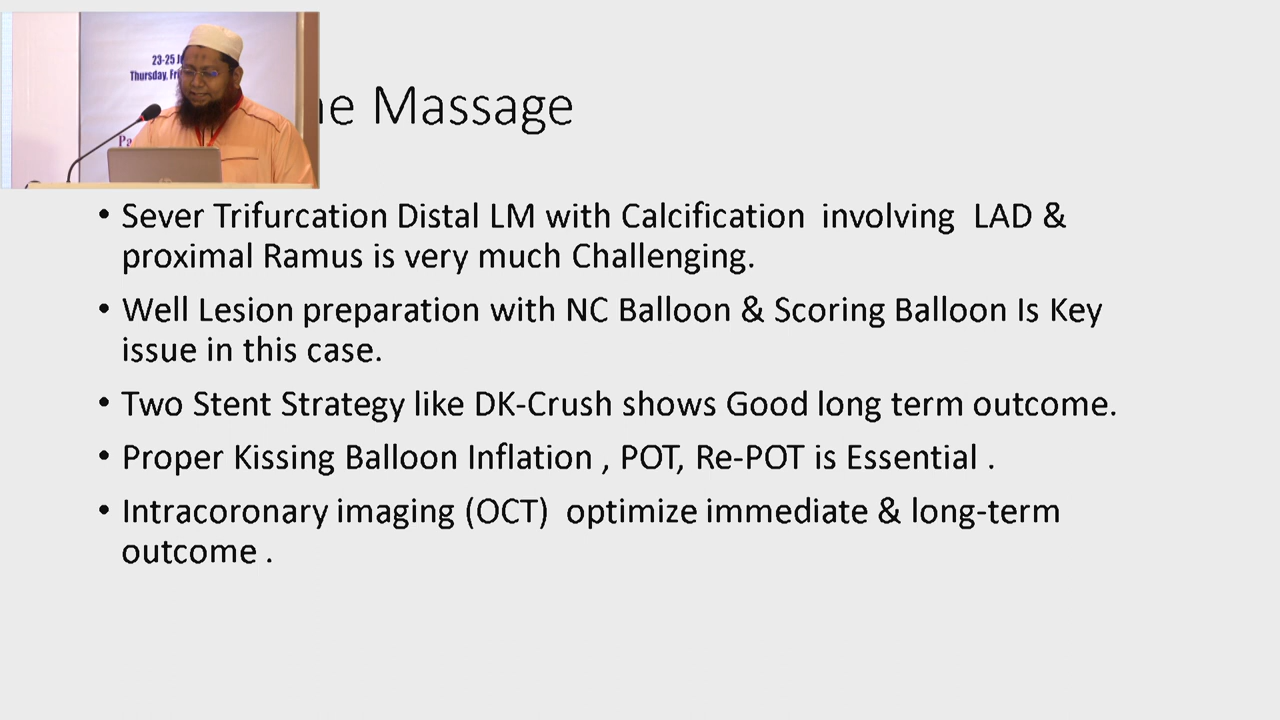 23-25
Thursday,
Massage
• Sever Trifurcation Distal LM with Calcification involving LAD &
proximal Ramus is very much Challenging.
• Well Lesion preparation with NC Balloon & Scoring Balloon Is Key
issue in this case.
• Two Stent Strategy like DK-Crush shows Good long term outcome.
• Proper Kissing Balloon Inflation , POT, Re-POT is Essential .
• Intracoronary imaging (OCT) optimize immediate & long-term
outcome .